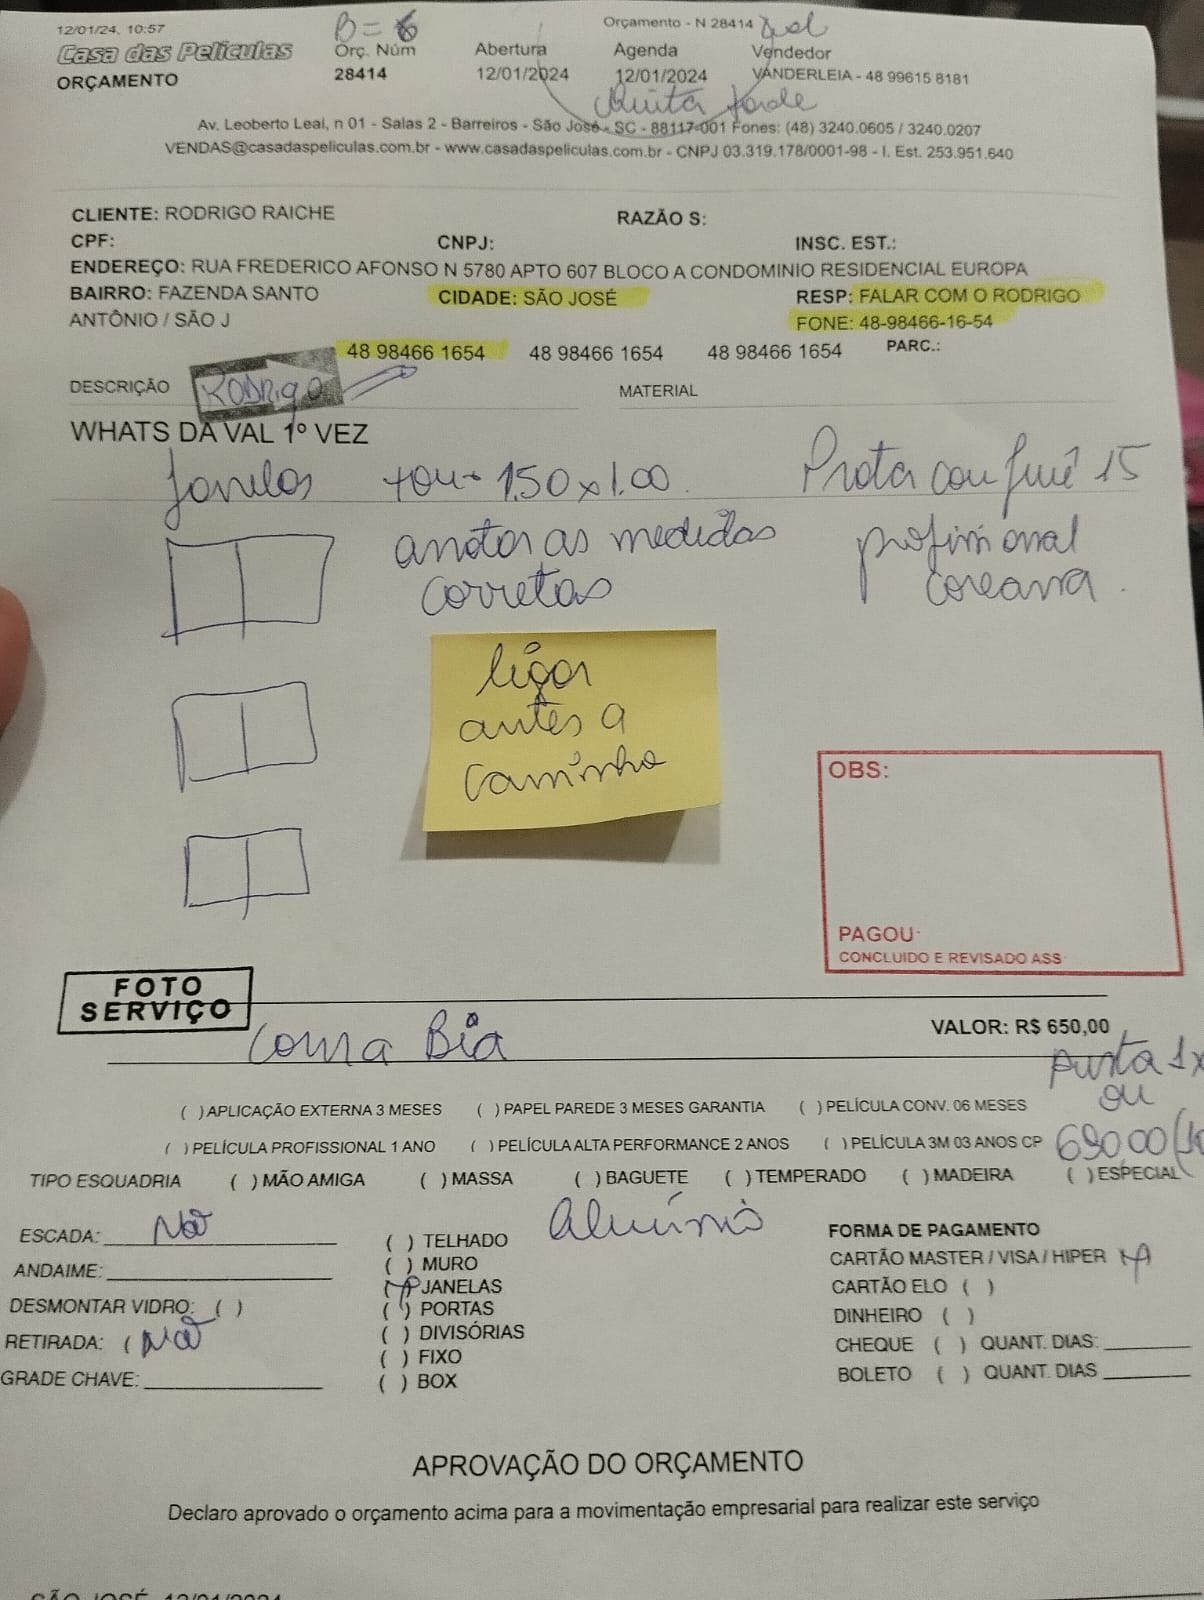 12/01/24, 10:57
B = 6
Orçamento - N 28414
Casa das Películas
Orç. Núm Abertura Agenda Vendedor
ORÇAMENTO
28414 12/01/2024 12/01/2024 VANDERLEIA - 48 99615 8181
Quinta tarde
Av. Leoberto Leal, n 01 - Salas 2 - Barreiros - São José - SC - 88117-001 Fones: (48) 3240.0605 / 3240.0207
VENDAS@casadaspeliculas.com.br - www.casadaspeliculas.com.br - CNPJ 03.319.178/0001-98 - I. Est. 253.951.640
CLIENTE: RODRIGO RAICHE RAZÃO S:
CPF: CNPJ: INSC. EST.:
ENDEREÇO: RUA FREDERICO AFONSO N 5780 APTO 607 BLOCO A CONDOMINIO RESIDENCIAL EUROPA
BAIRRO: FAZENDA SANTO CIDADE: SÃO JOSÉ RESP: FALAR COM O RODRIGO
ANTÔNIO / SÃO J FONE: 48-98466-16-54
48 98466 1654 48 98466 1654 48 98466 1654 PARC.:
DESCRIÇÃO Rodrigo MATERIAL
WHATS DA VAL 1º VEZ
Janelas 1.50x1.00 Prata com fumê 15
anotar as medidas profissional
corretas coreana.
ligar
antes a
caminho
OBS:
PAGOU
CONCLUIDO E REVISADO ASS
FOTO
SERVIÇO
com a Bia
VALOR: R$ 650,00
1x
ou
690 00
( ) APLICAÇÃO EXTERNA 3 MESES ( ) PAPEL PAREDE 3 MESES GARANTIA ( ) PELÍCULA CONV. 06 MESES
( ) PELÍCULA PROFISSIONAL 1 ANO ( ) PELÍCULA ALTA PERFORMANCE 2 ANOS ( ) PELÍCULA 3M 03 ANOS CP
TIPO ESQUADRIA ( ) MÃO AMIGA ( ) MASSA ( ) BAGUETE ( ) TEMPERADO ( ) MADEIRA ( ) ESPECIAL
Alumínio
ESCADA: Não
ANDAIME:
DESMONTAR VIDRO: ( )
RETIRADA: ( Não
GRADE CHAVE:
( ) TELHADO
( ) MURO
JANELAS
( ) PORTAS
( ) DIVISÓRIAS
( ) FIXO
( ) BOX
FORMA DE PAGAMENTO
CARTÃO MASTER / VISA / HIPER
CARTÃO ELO ( )
DINHEIRO ( )
CHEQUE ( ) QUANT. DIAS:
BOLETO ( ) QUANT. DIAS
APROVAÇÃO DO ORÇAMENTO
Declaro aprovado o orçamento acima para a movimentação empresarial para realizar este serviço
SÃO JOSÉ, 12/01/2024